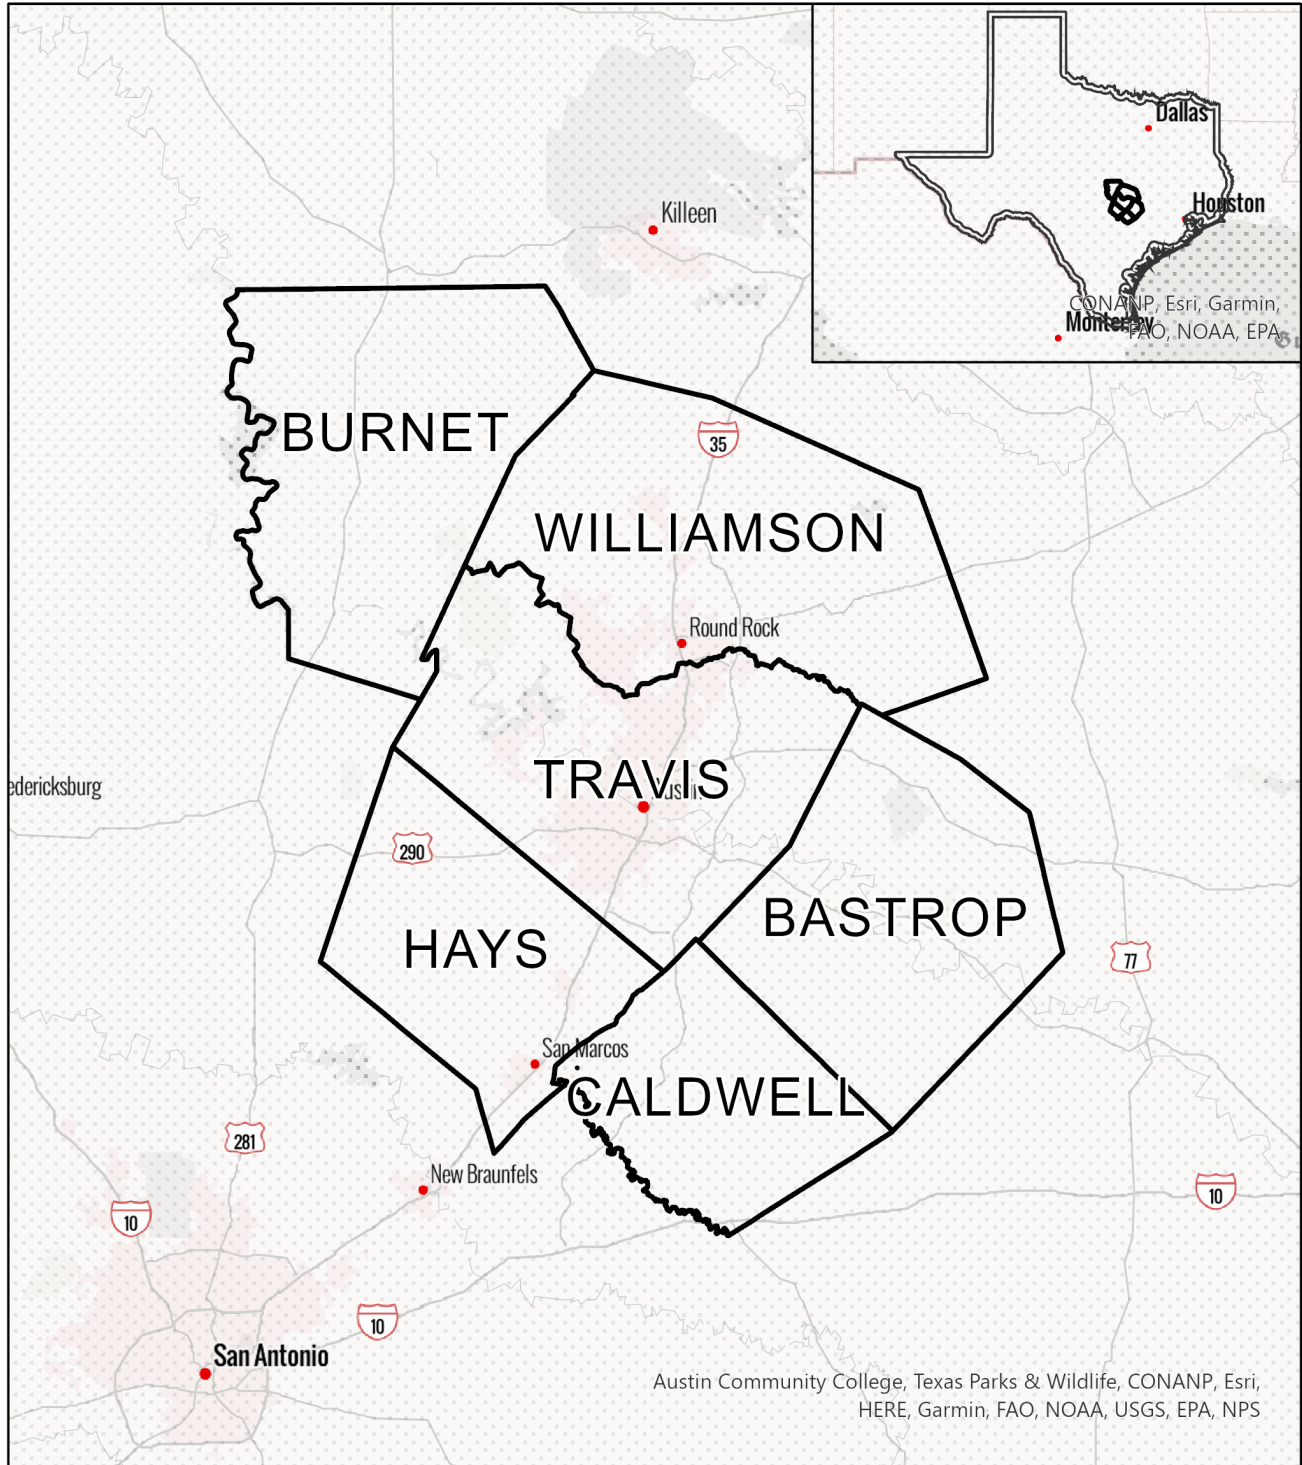 Dallas
Houston
CONANP, Esri, Garmin,
Monterrey
FAO, NOAA, EPA
Killeen
BURNET
35
WILLIAMSON
Round Rock
TRAVIS
edericksburg
290
BASTROP
HAYS
77
San Marcos
CALDWELL
281
New Braunfels
10
10
10
San Antonio
Austin Community College, Texas Parks & Wildlife, CONANP, Esri,
HERE, Garmin, FAO, NOAA, USGS, EPA, NPS